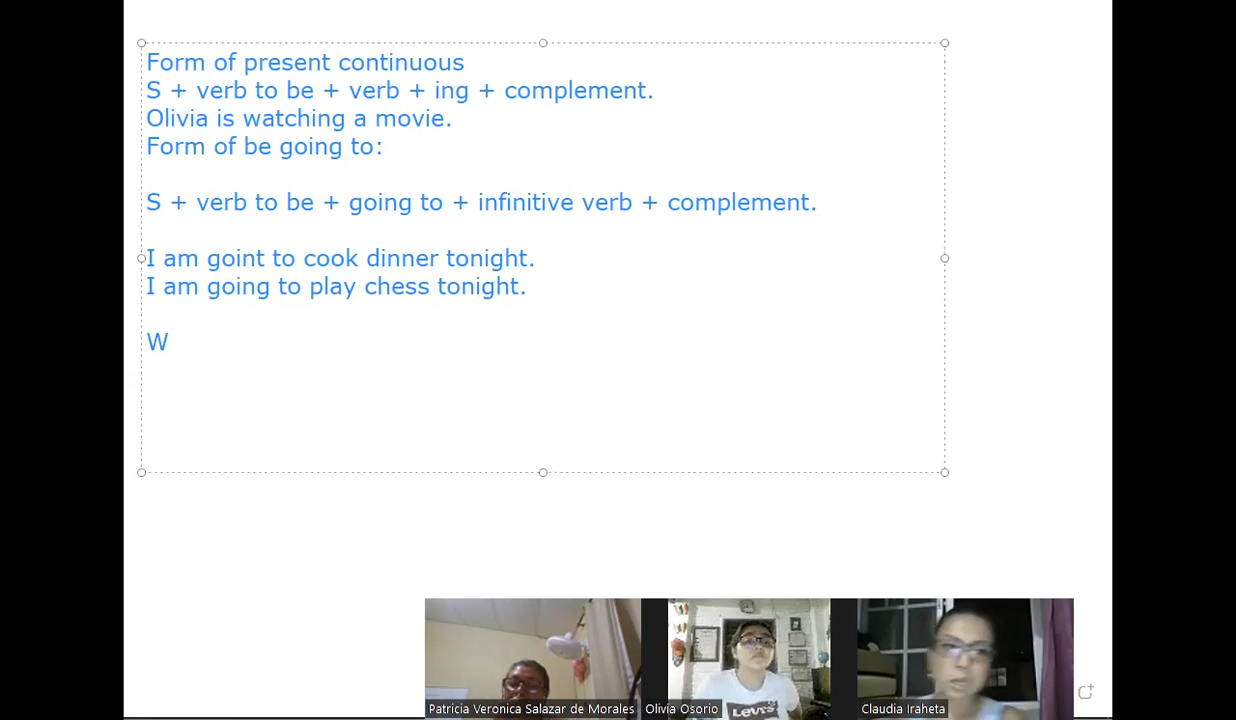 Form of present continuous
S + verb to be + verb + ing + complement.
Olivia is watching a movie.
Form of be going to:
S + verb to be + going to + infinitive verb + complement.
I am goint to cook dinner tonight.
I am going to play chess tonight.
W
Patricia Veronica Salazar de Morales
Olivia Osorio
Claudia Iraheta
Levi's